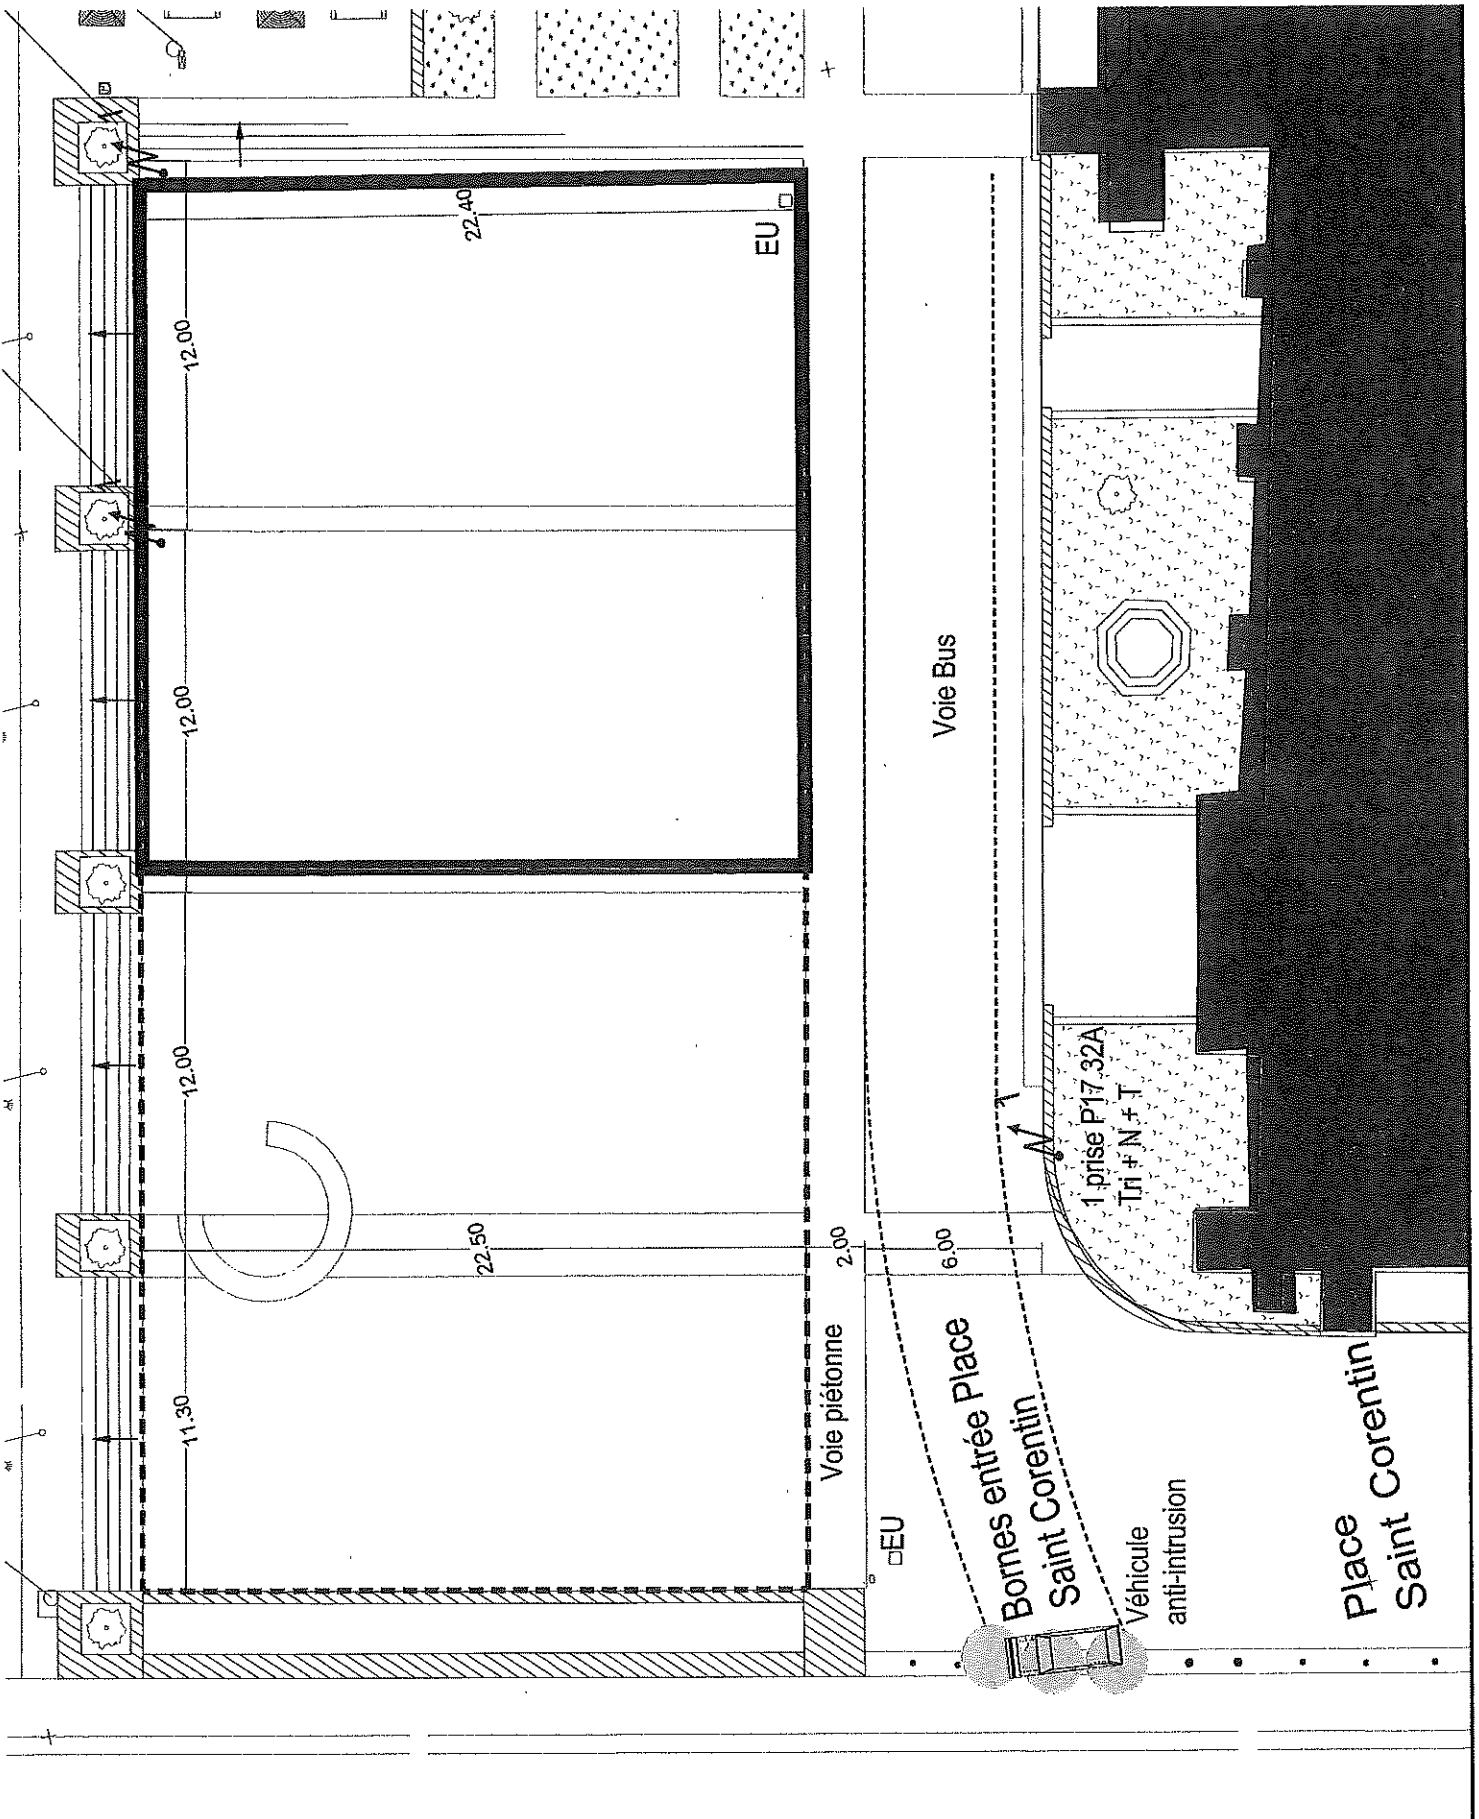 22.40
EU
12.00
12.00
12.00
11.30
22.50
2.00
6.00
Voie Bus
Voie piétonne
EU
1 prise P17 32A
Tri + N + T
Bornes entrée Place
Saint Corentin
Véhicule
anti-intrusion
Place
Saint Corentin